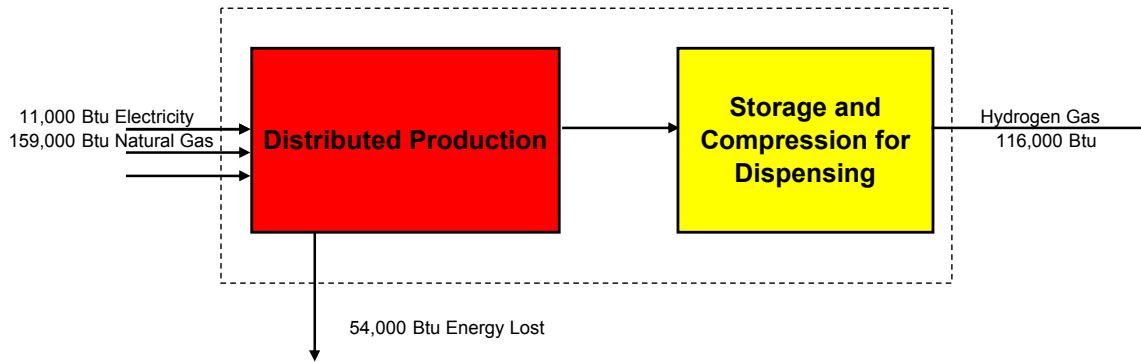 11,000 Btu Electricity
159,000 Btu Natural Gas
Distributed Production
Storage and
Compression for
Dispensing
Hydrogen Gas
116,000 Btu
54,000 Btu Energy Lost